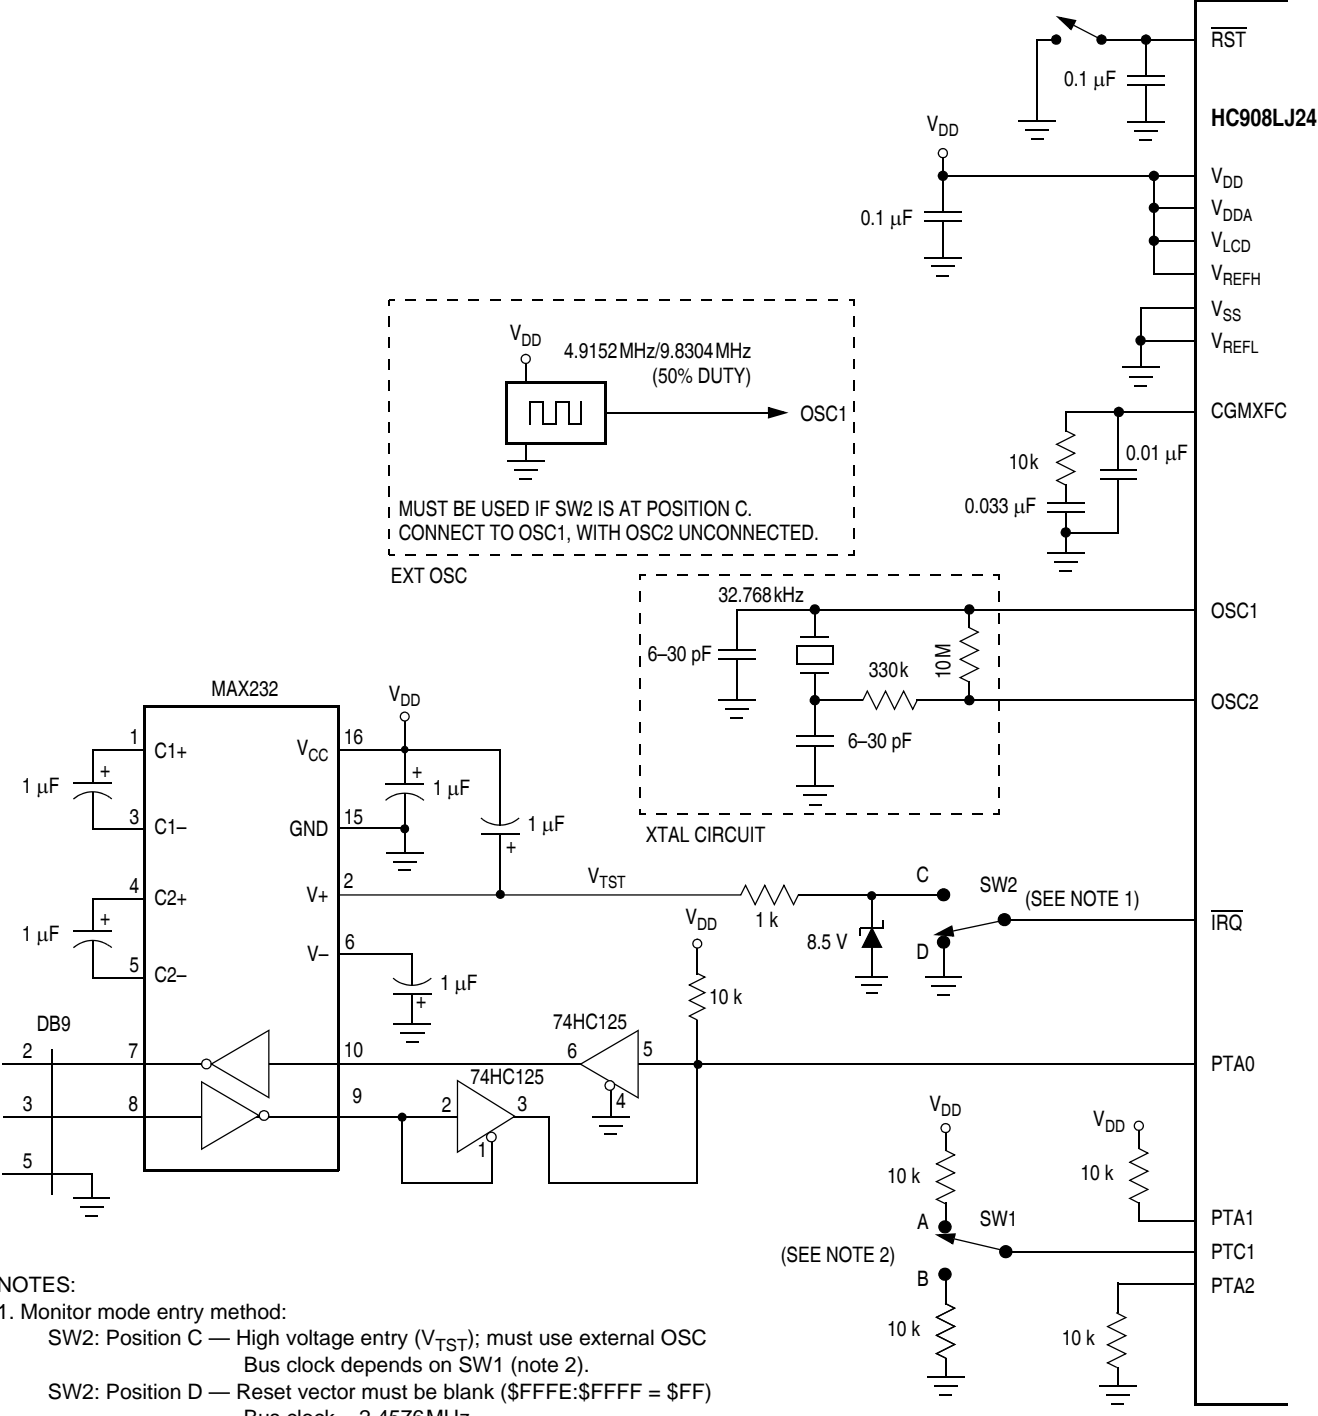 RST
0.1 µF
HC908LJ24
VDD
VDD
0.1 µF
VDDA
VLCD
VREFH
VSS
VREFL
VDD
4.9152 MHz/9.8304 MHz
(50% DUTY)
OSC1
CGMXFC
10 k
0.01 µF
0.033 µF
MUST BE USED IF SW2 IS AT POSITION C.
CONNECT TO OSC1, WITH OSC2 UNCONNECTED.
EXT OSC
32.768 kHz
OSC1
6–30 pF
330 k
10 M
OSC2
6–30 pF
XTAL CIRCUIT
MAX232
VDD
1
C1+
VCC
16
1 µF
+
+
1 µF
3
C1–
GND
15
1 µF
+
4
C2+
V+
2
VTST
1 k
C
SW2
(SEE NOTE 1)
IRQ
1 µF
+
5
C2–
V–
6
1 µF
+
VDD
8.5 V
D
10 k
DB9
74HC125
2
7
10
6
5
4
PTA0
74HC125
3
8
9
2
3
1
5
VDD
VDD
10 k
10 k
A
SW1
PTA1
(SEE NOTE 2)
PTC1
B
PTA2
10 k
10 k
NOTES:
1. Monitor mode entry method:
SW2: Position C — High voltage entry (VTST); must use external OSC
Bus clock depends on SW1 (note 2).
SW2: Position D — Reset vector must be blank ($FFFE:$FFFF = $FF)
Bus clock = 2.4576 MHz